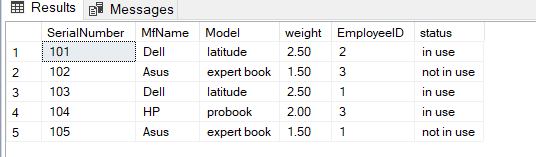 Results Messages
SerialNumber MfName Model weight EmployeeID status
1 101 Dell latitude 2.50 2 in use
2 102 Asus expert book 1.50 3 not in use
3 103 Dell latitude 2.50 1 in use
4 104 HP probook 2.00 3 in use
5 105 Asus expert book 1.50 1 not in use